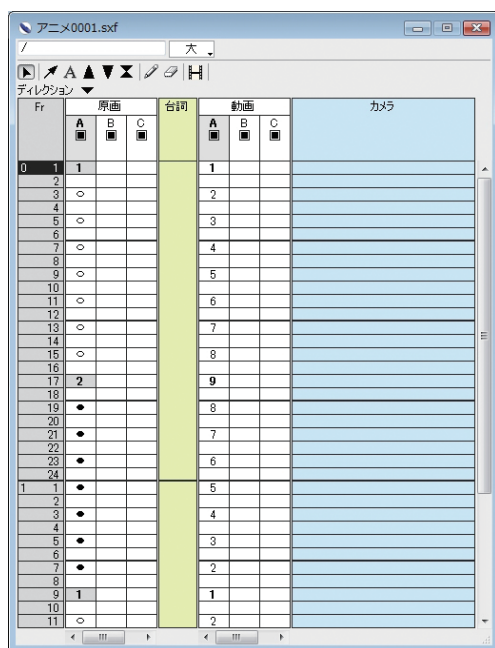 アニメ0001.sxf
/ 大
A
ディレクション
Fr 原画 台詞 動画 カメラ
A B C A B C
0 1 1 1
2
3 ○ 2
4
5 ○ 3
6
7 ○ 4
8
9 ○ 5
10
11 ○ 6
12
13 ○ 7
14
15 ○ 8
16
17 2 9
18
19 ● 8
20
21 ● 7
22
23 ● 6
24
1 1 ● 5
2
3 ● 4
4
5 ● 3
6
7 ● 2
8
9 1 1
10
11 ○ 2